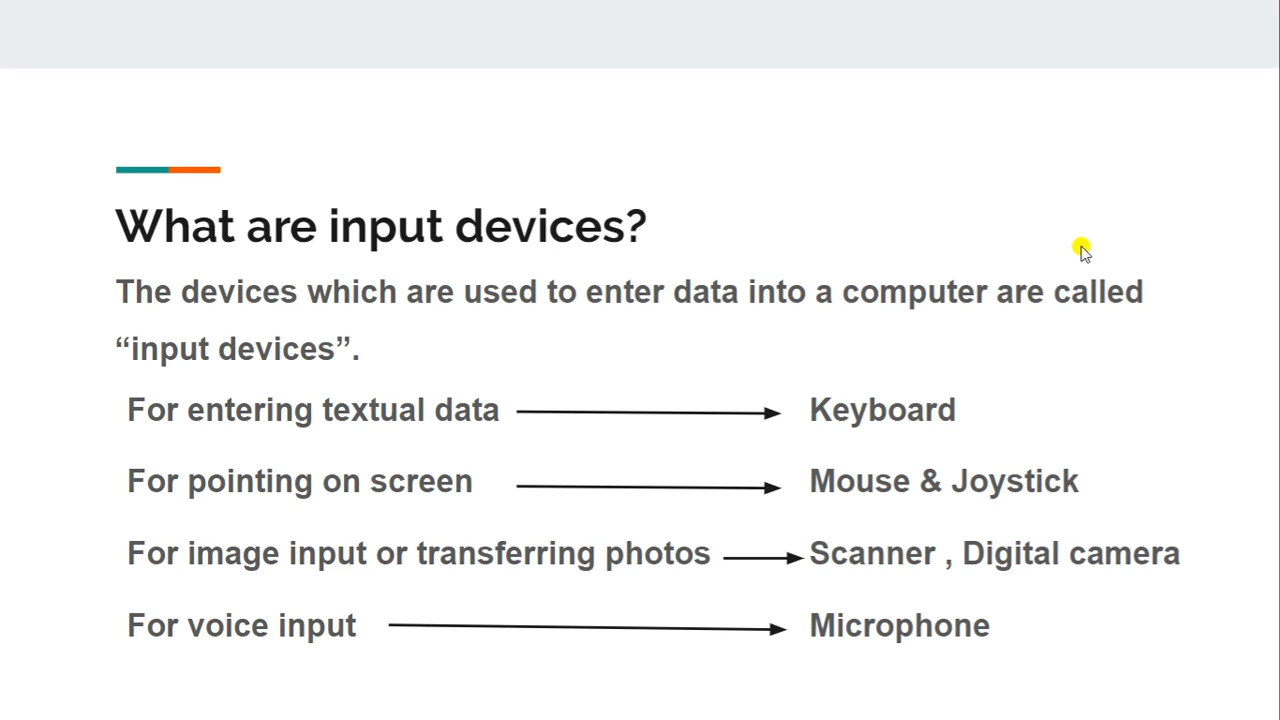 What are input devices?
The devices which are used to enter data into a computer are called
“input devices”.
For entering textual data Keyboard
For pointing on screen Mouse & Joystick
For image input or transferring photos Scanner , Digital camera
For voice input Microphone